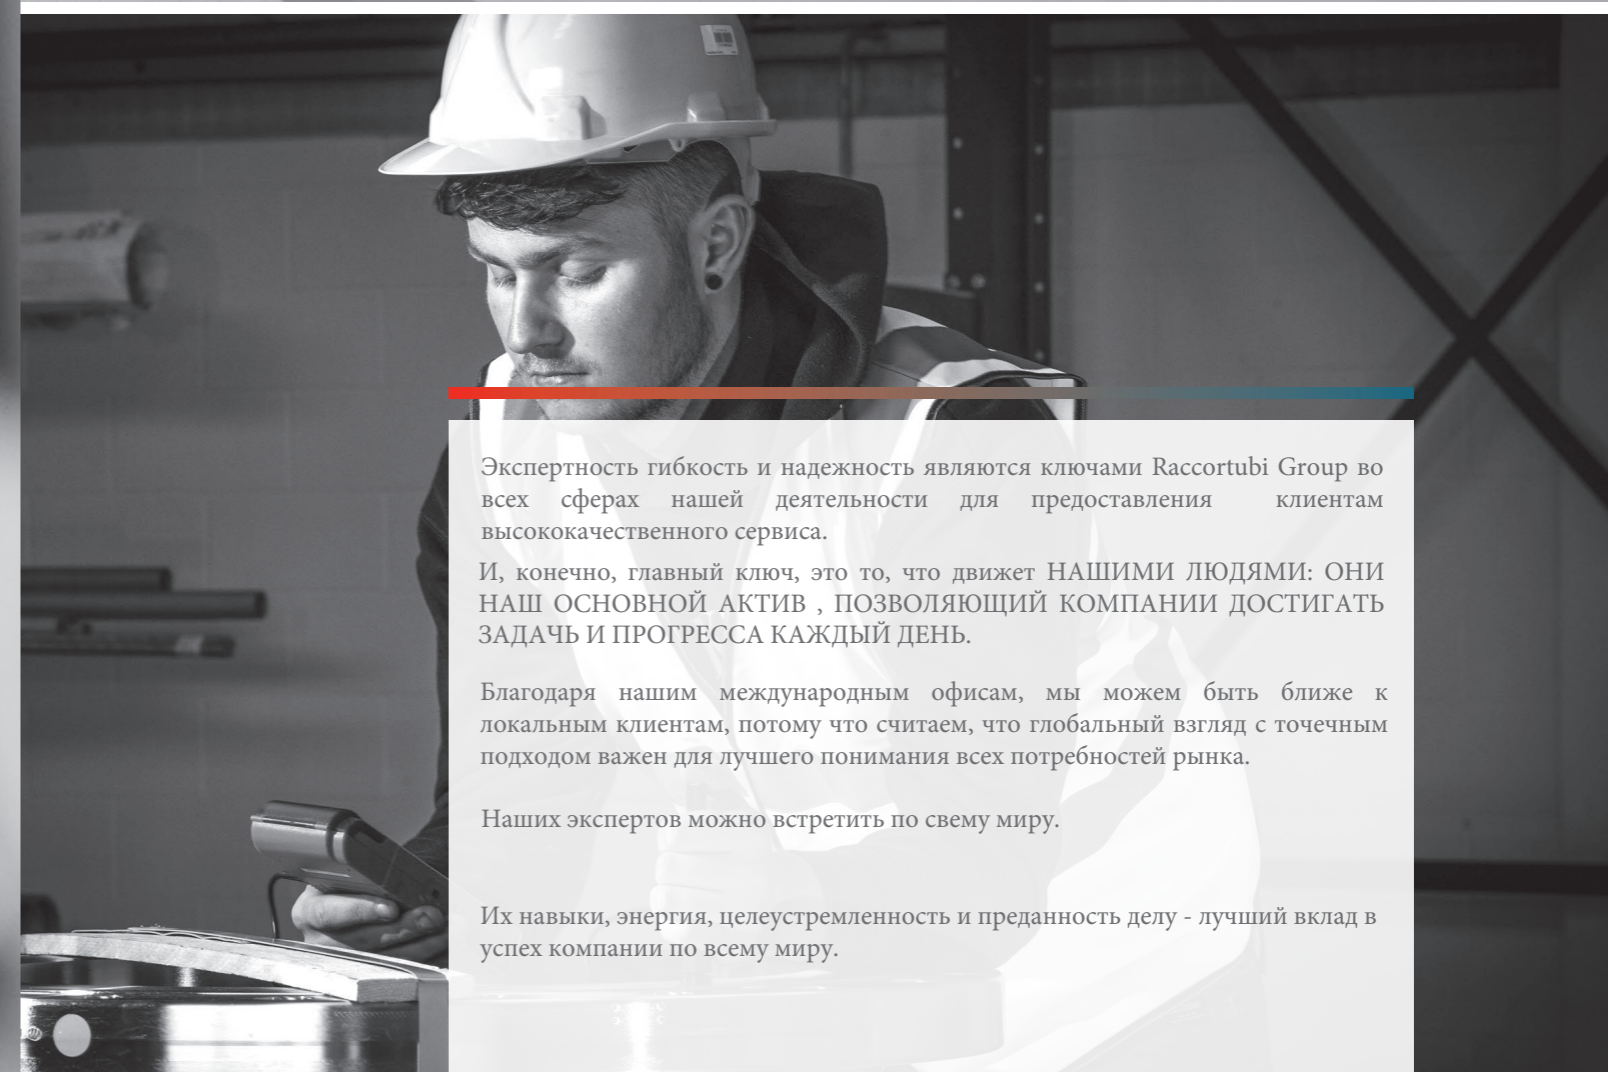 Экспертность гибкость и надежность являются ключами Raccortubi Group во
всех сферах нашей деятельности для предоставления клиентам
высококачественного сервиса.
И, конечно, главный ключ, это то, что движет НАШИМИ ЛЮДЯМИ: ОНИ
НАШ ОСНОВНОЙ АКТИВ , ПОЗВОЛЯЮЩИЙ КОМПАНИИ ДОСТИГАТЬ
ЗАДАЧЬ И ПРОГРЕССА КАЖДЫЙ ДЕНЬ.
Благодаря нашим международным офисам, мы можем быть ближе к
локальным клиентам, потому что считаем, что глобальный взгляд с точечным
подходом важен для лучшего понимания всех потребностей рынка.
Наших экспертов можно встретить по свему миру.
Их навыки, энергия, целеустремленность и преданность делу - лучший вклад в
успех компании по всему миру.